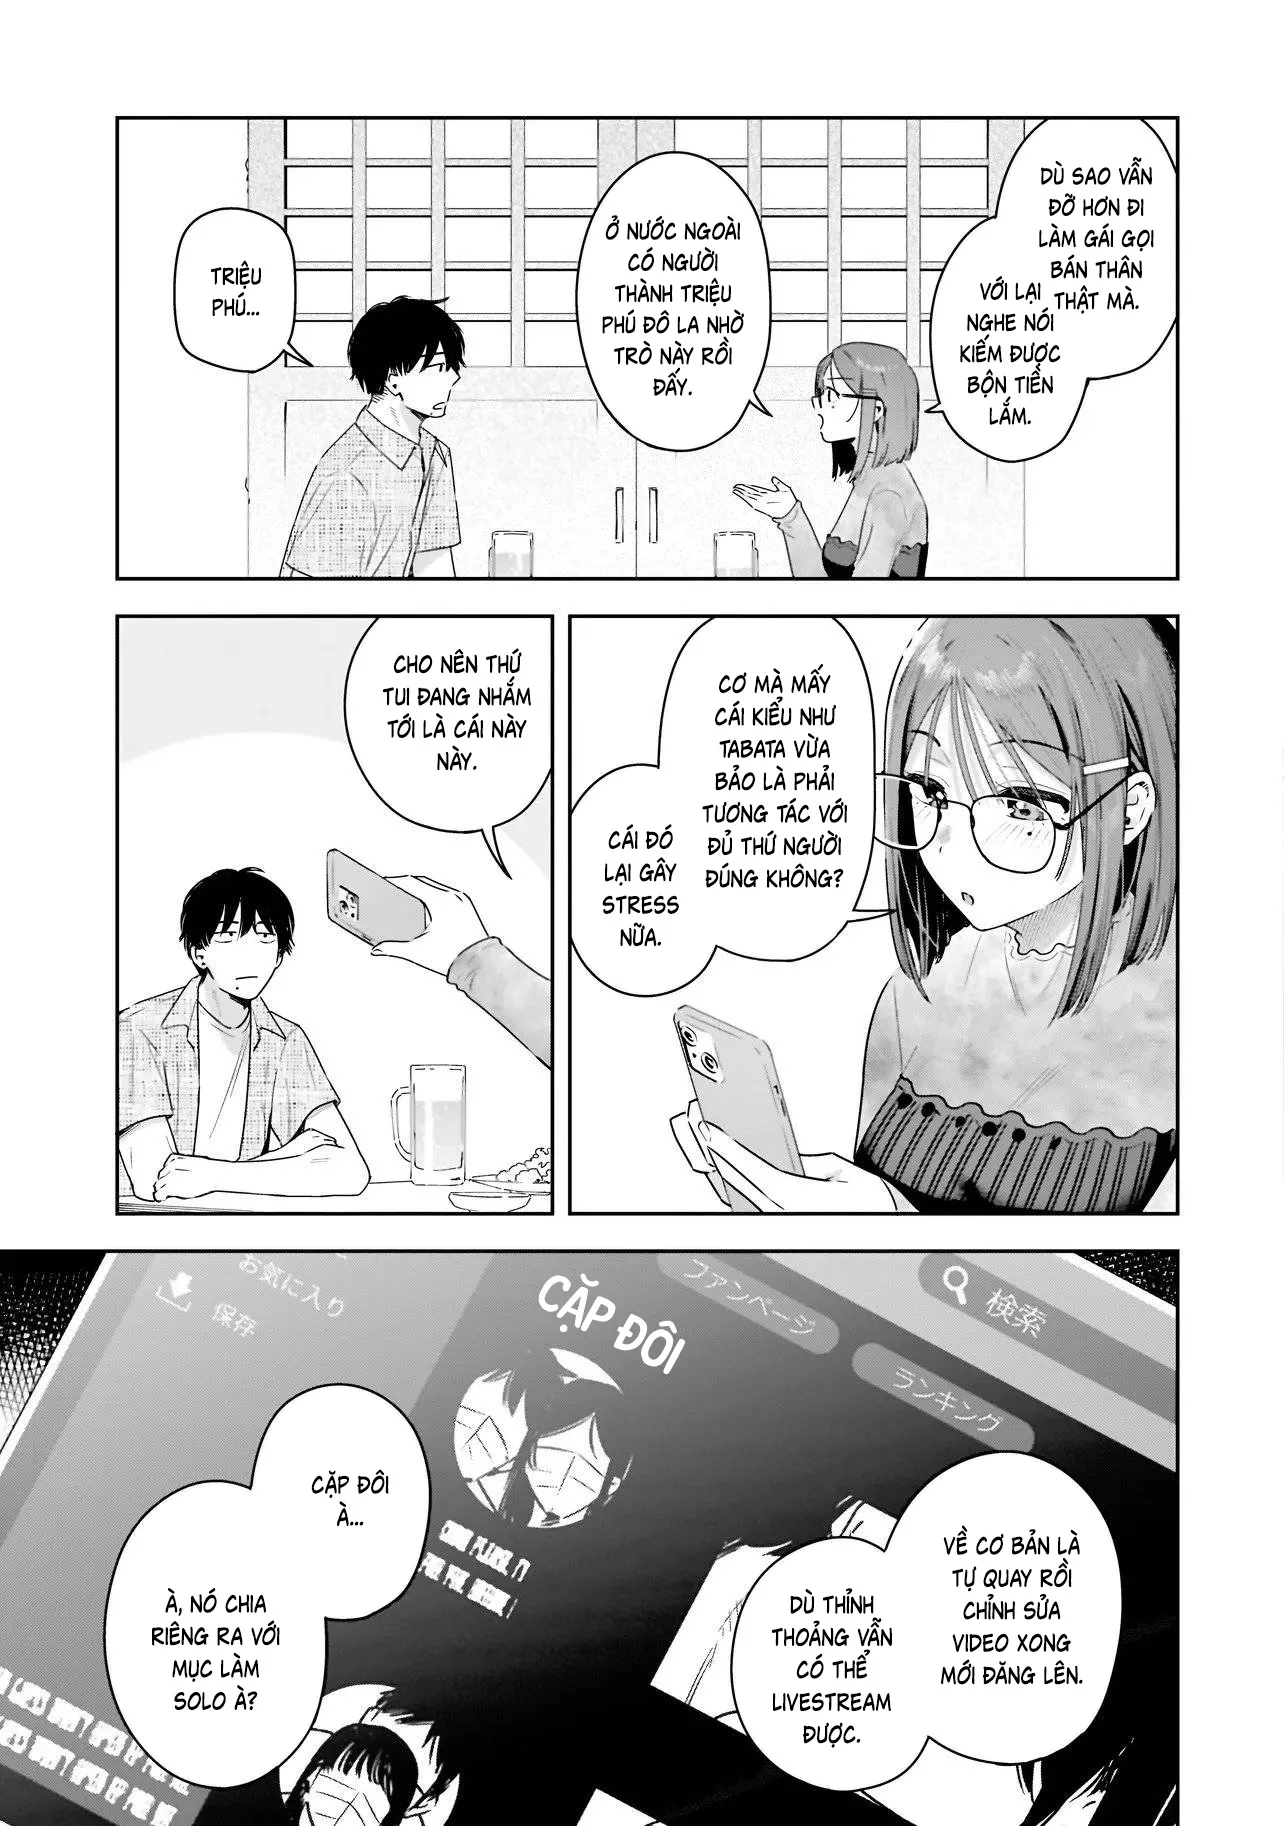 DÙ SAO VẪN
ĐỠ HƠN ĐI
LÀM GÁI GỌI
BÁN THÂN
THẬT MÀ.
VỚI LẠI
NGHE NÓI
KIẾM ĐƯỢC
BỘN TIỀN
LẮM.
Ở NƯỚC NGOÀI
CÓ NGƯỜI
THÀNH TRIỆU
PHÚ ĐÔ LA NHỜ
TRÒ NÀY RỒI
ĐẤY.
TRIỆU
PHÚ...
CƠ MÀ MẤY
CÁI KIỂU NHƯ
TABATA VỪA
BẢO LÀ PHẢI
TƯƠNG TÁC VỚI
ĐỦ THỨ NGƯỜI
ĐÚNG KHÔNG?
CÁI ĐÓ
LẠI GÂY
STRESS
NỮA.
CHO NÊN THỨ
TUI ĐANG NHẮM
TỚI LÀ CÁI NÀY
NÀY.
検索
ファンページ
ランキング
CẶP ĐÔI
お気に入り
保存
VỀ CƠ BẢN LÀ
TỰ QUAY RỒI
CHỈNH SỬA
VIDEO XONG
MỚI ĐĂNG LÊN.
DÙ THỈNH
THOẢNG VẪN
CÓ THỂ
LIVESTREAM
ĐƯỢC.
CẶP ĐÔI
À...
À, NÓ CHIA
RIÊNG RA VỚI
MỤC LÀM
SOLO À?